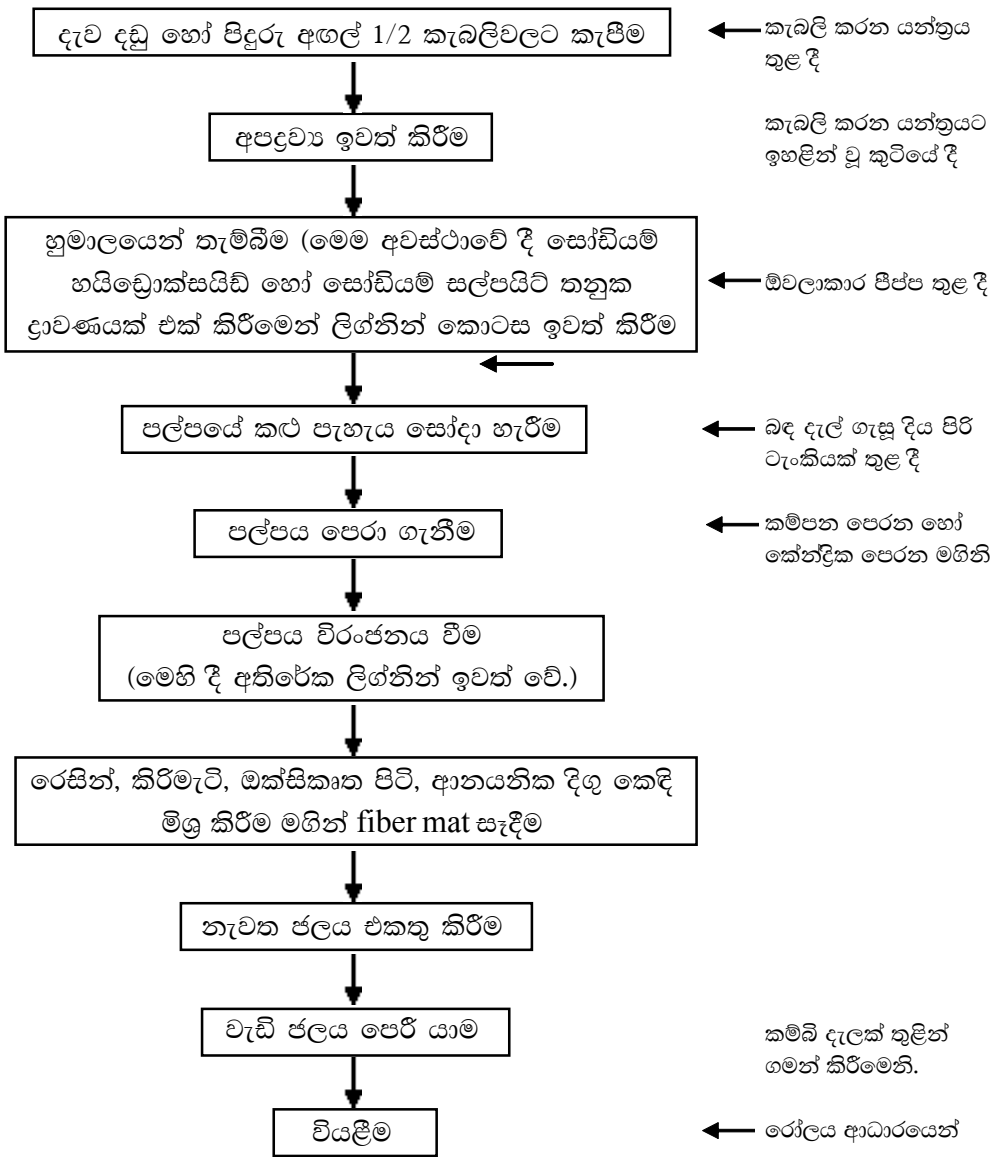 දැව දඬු හෝ පිදුරු අඟල් 1/2 කැබලිවලට කැපීම
කැබලි කරන යන්ත්‍රය
තුළ දී
අපද්‍රව්‍ය ඉවත් කිරීම
කැබලි කරන යන්ත්‍රයට
ඉහළින් වූ කුටියේ දී
හුමාලයෙන් තැම්බීම (මෙම අවස්ථාවේ දී සෝඩියම්
හයිඩ්‍රොක්සයිඩ් හෝ සෝඩියම් සල්පයිට් තනුක
ද්‍රාවණයක් එක් කිරීමෙන් ලිග්නින් කොටස ඉවත් කිරීම
ඕවලාකාර පීප්ප තුළ දී
පල්පයේ කළු පැහැය සෝදා හැරීම
බඳ දැල් ගැසූ දිය පිරි
ටැංකියක් තුළ දී
පල්පය පෙරා ගැනීම
කම්පන පෙරන හෝ
කේන්ද්‍රික පෙරන මගිනි
පල්පය විරංජනය වීම
(මෙහි දී අතිරේක ලිග්නින් ඉවත් වේ.)
රෙසින්, කිරිමැටි, ඔක්සිකෘත පිටි, ආනයනික දිගු කෙඳි
මිශ්‍ර කිරීම මගින් fiber mat සෑදීම
නැවත ජලය එකතු කිරීම
වැඩි ජලය පෙරී යාම
කම්බි දැලක් තුළින්
ගමන් කිරීමෙනි.
වියළීම
රෝලය ආධාරයෙන්